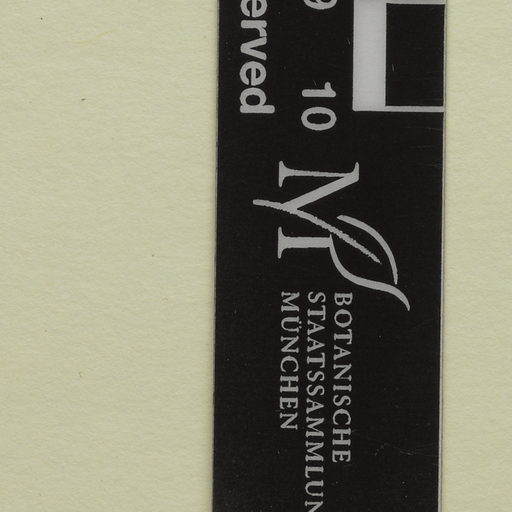 erved
9 10
M
BOTANISCHE
STAATSSAMMLUN
MÜNCHEN